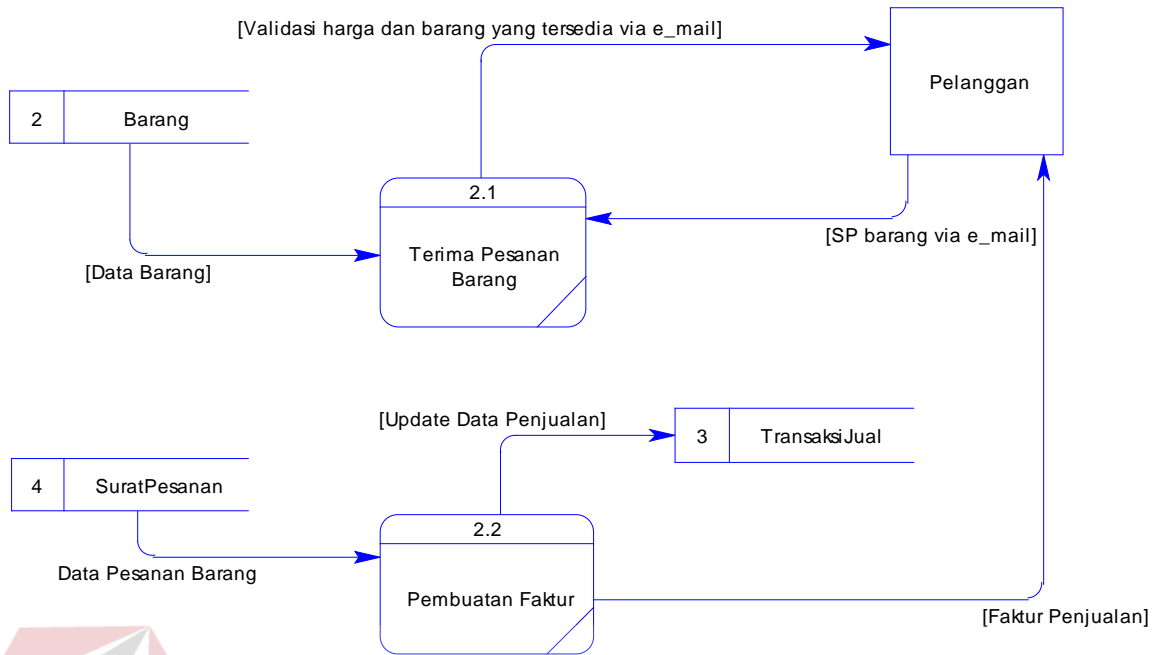 [Validasi harga dan barang yang tersedia via e_mail]
Pelanggan
2 Barang
2.1
Terima Pesanan
Barang
[SP barang via e_mail]
[Data Barang]
[Update Data Penjualan]
3 TransaksiJual
4 SuratPesanan
2.2
Data Pesanan Barang
Pembuatan Faktur
[Faktur Penjualan]